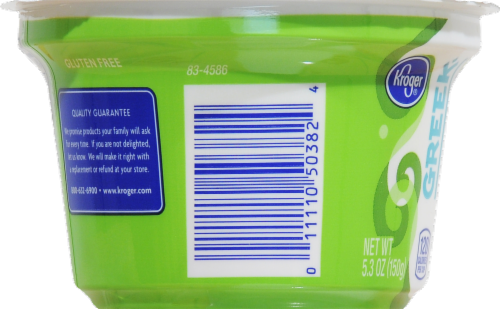 GLUTEN FREE
83-4586
QUALITY GUARANTEE
We promise products your family will ask
for every time. If you are not delighted,
let us know. We will make it right with
a replacement or refund at your store.
800-632-6900 • www.kroger.com
0 11110 50382 4
Kroger
GREEK
NET WT
5.3 OZ (150g)
120